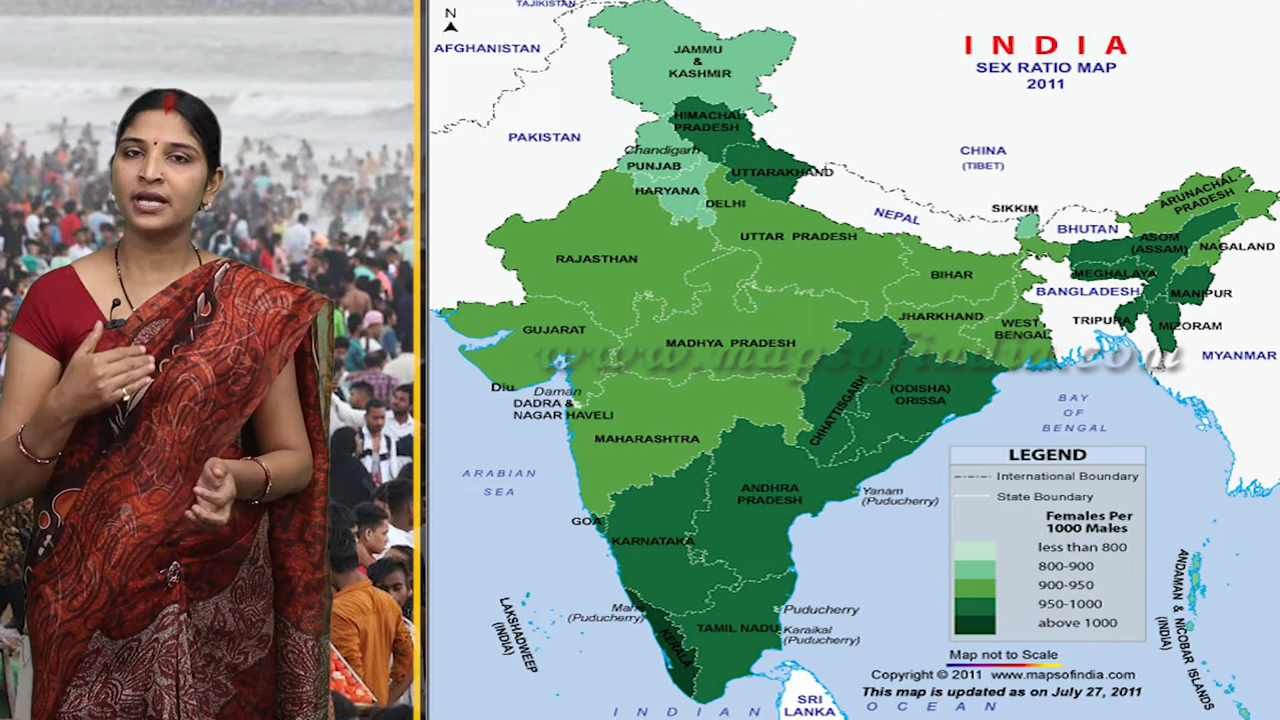 N
TAJIKISTAN
AFGHANISTAN
JAMMU
&
KASHMIR
I N D I A
SEX RATIO MAP
2011
HIMACHAL
PRADESH
PAKISTAN
Chandigarh
PUNJAB
UTTARAKHAND
HARYANA
DELHI
CHINA
(TIBET)
SIKKIM
NEPAL
BHUTAN
ARUNACHAL
PRADESH
UTTAR PRADESH
ASOM
(ASSAM)
NAGALAND
RAJASTHAN
BIHAR
MEGHALAYA
BANGLADESH
MANIPUR
GUJARAT
JHARKHAND
WEST
BENGAL
TRIPURA
MIZORAM
MADHYA PRADESH
www.mapsofindia.com
MYANMAR
Diu
Daman
DADRA &
NAGAR HAVELI
CHHATTISGARH
(ODISHA)
ORISSA
BAY
OF
BENGAL
MAHARASHTRA
ARABIAN
SEA
ANDHRA
PRADESH
Yanam
(Puducherry)
GOA
KARNATAKA
LEGEND
International Boundary
State Boundary
Females Per
1000 Males
less than 800
800-900
900-950
950-1000
above 1000
LAKSHADWEEP
(INDIA)
Mahe
(Puducherry)
KERALA
TAMIL NADU
Puducherry
Karaikal
(Puducherry)
ANDAMAN & NICOBAR ISLANDS
(INDIA)
Map not to Scale
Copyright © 2011 www.mapsofindia.com
This map is updated as on July 27, 2011
SRI
LANKA
I N D I A N O C E A N